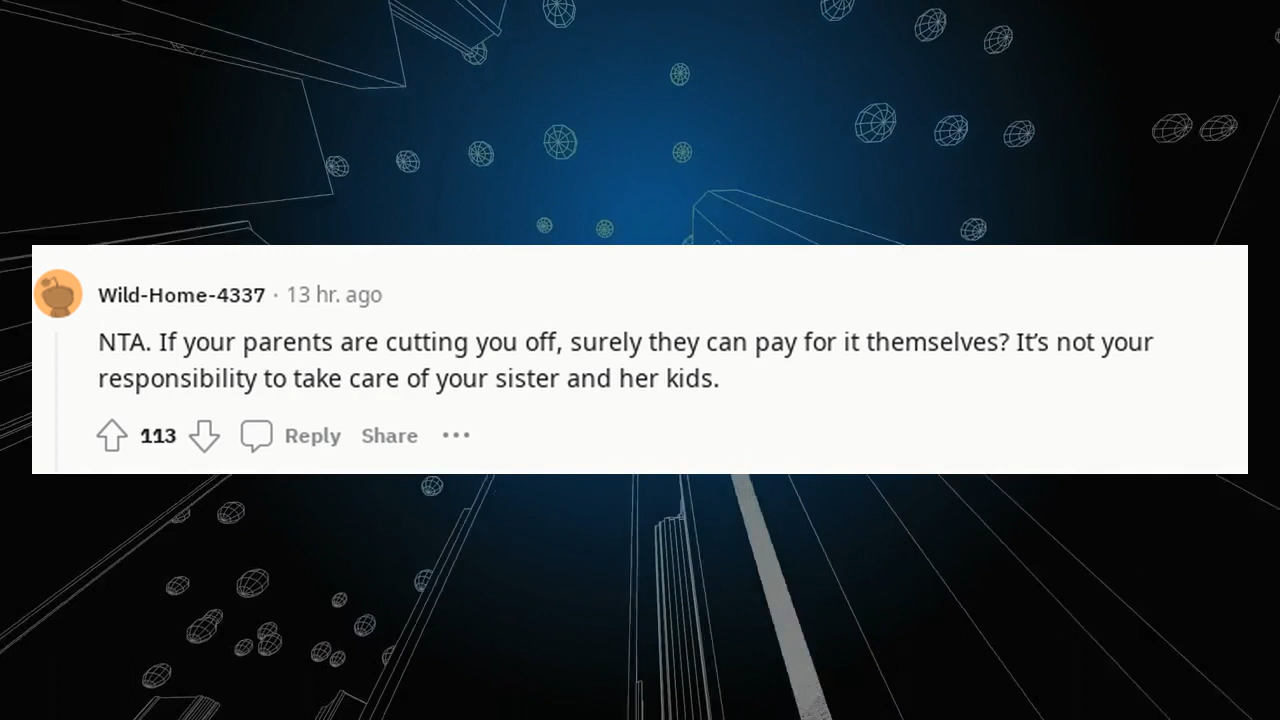 Wild-Home-4337 · 13 hr. ago
NTA. If your parents are cutting you off, surely they can pay for it themselves? It’s not your
responsibility to take care of your sister and her kids.
113 Reply Share •••